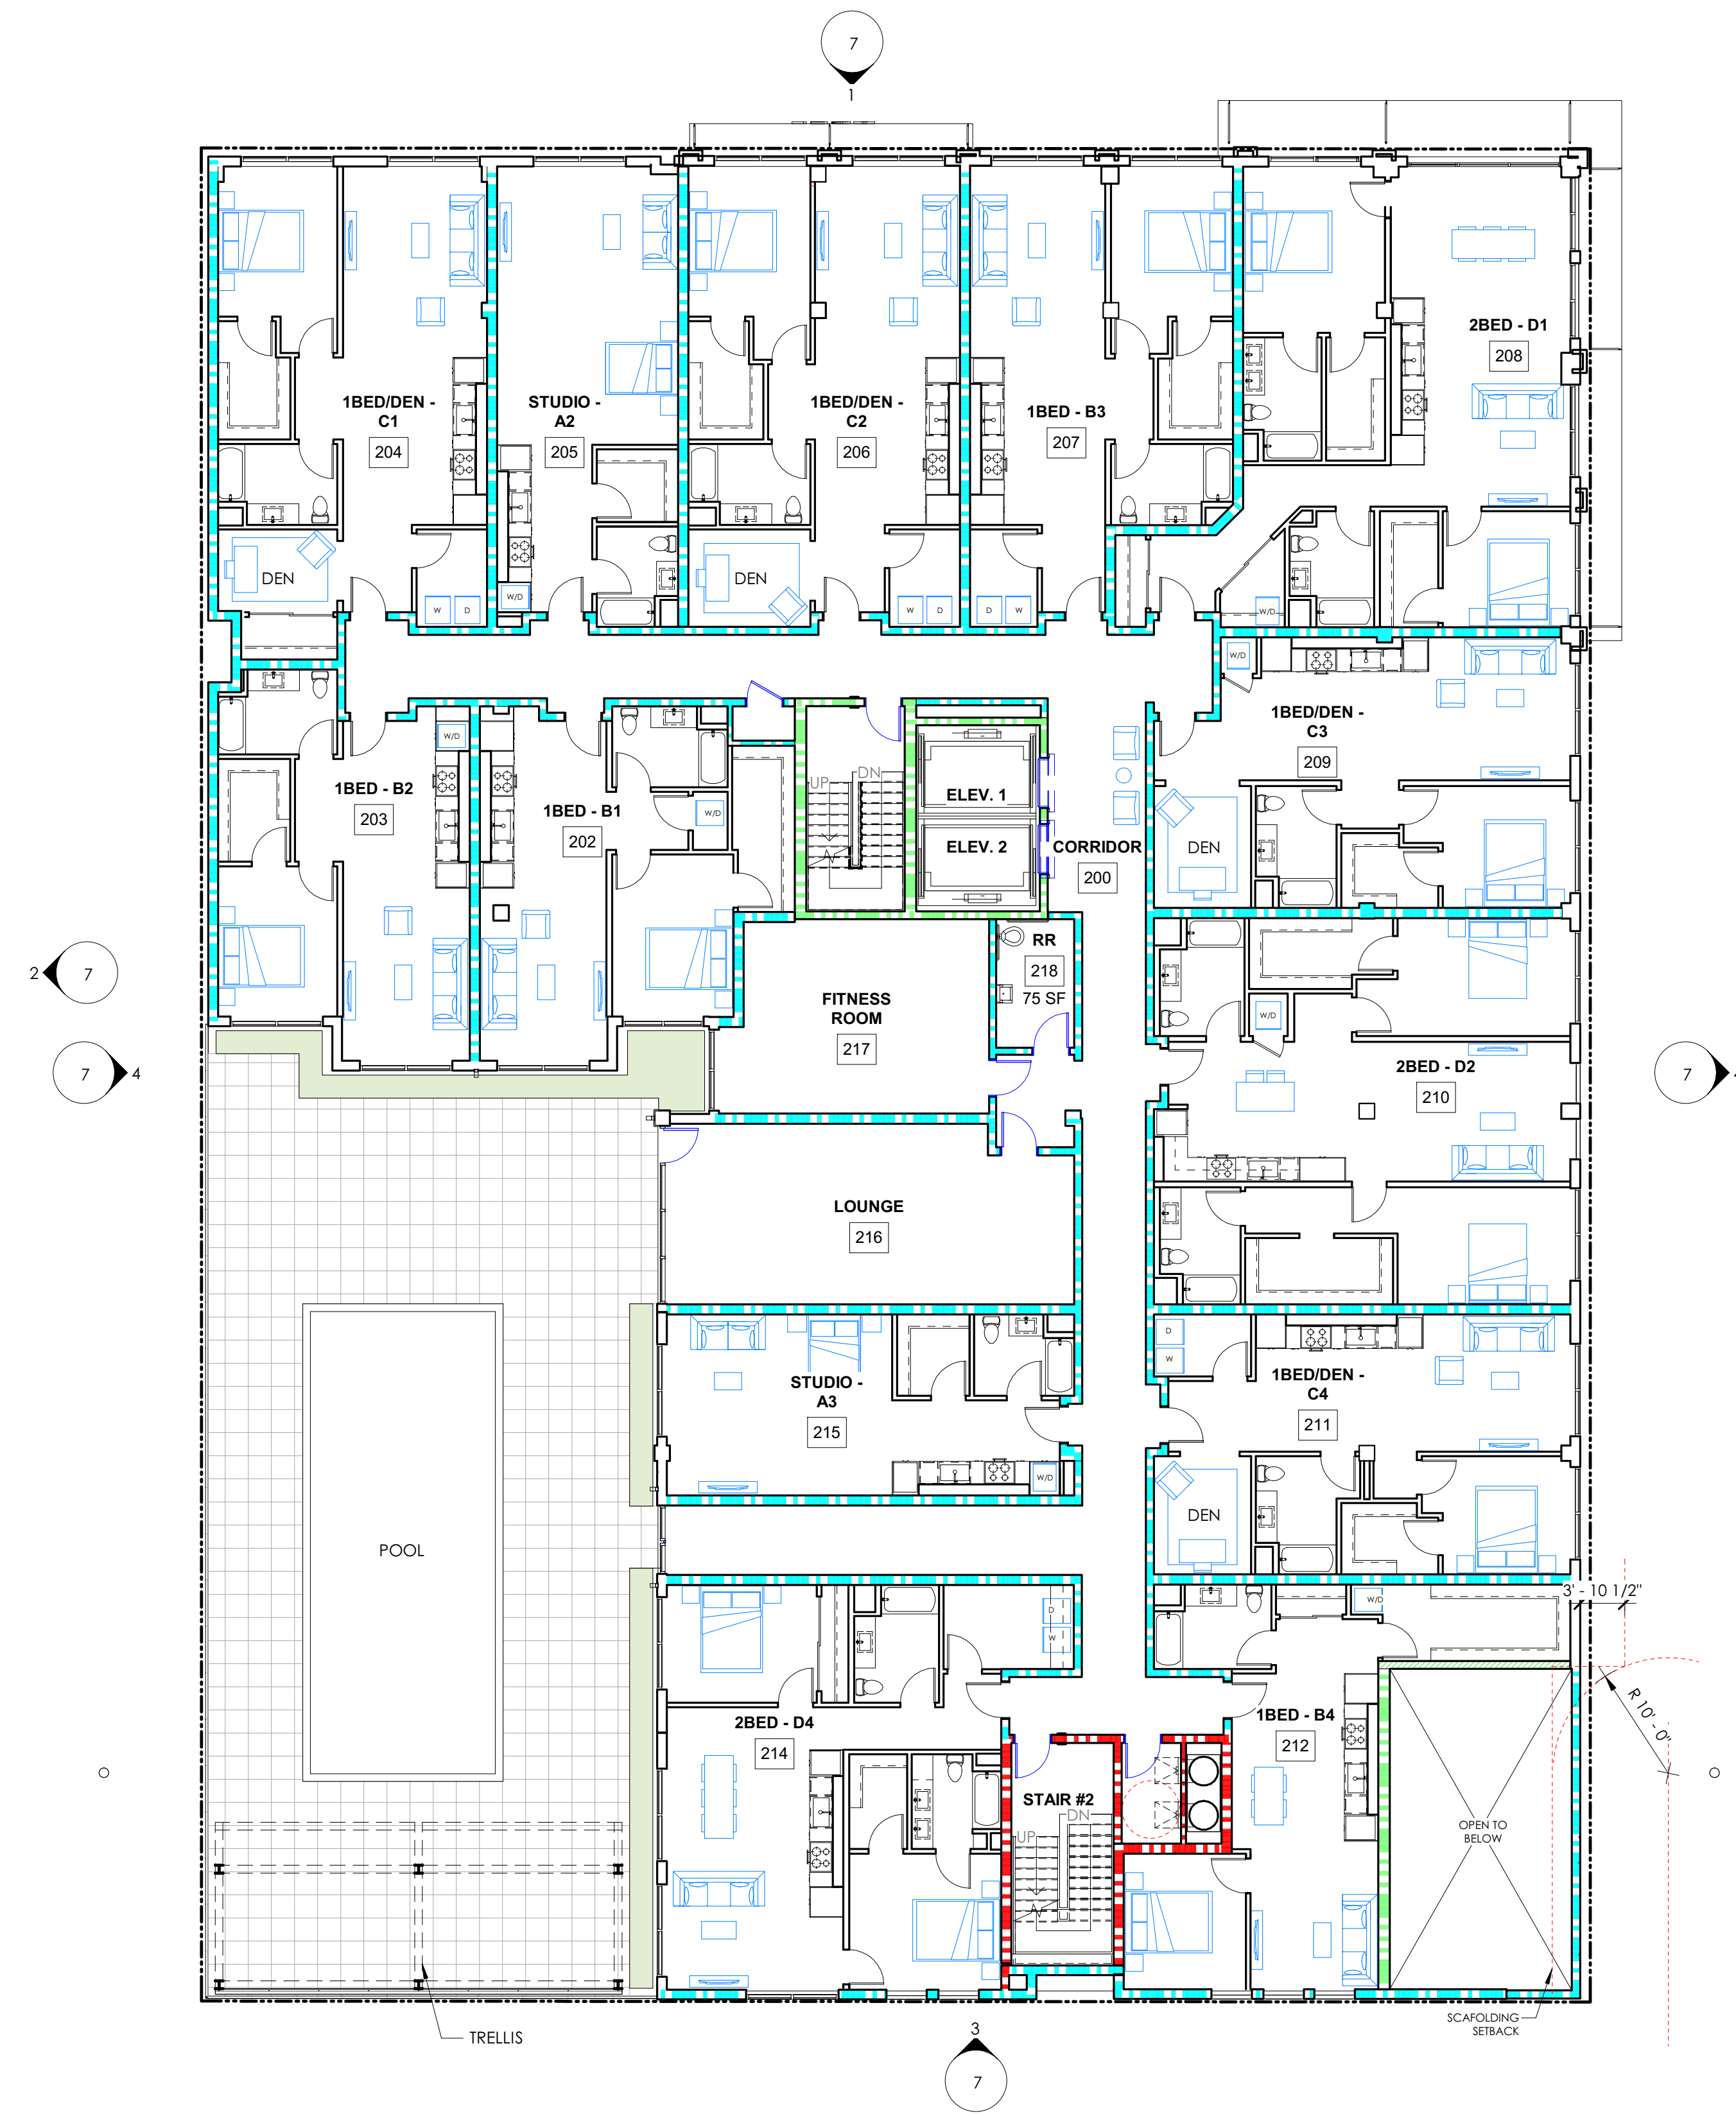 7
1
2BED - D1
208
1BED/DEN -
C1
204
STUDIO -
A2
205
1BED/DEN -
C2
206
1BED - B3
207
DEN
DEN
W/D
W
D
W
D
D
W
W/D
W/D
1BED/DEN -
C3
209
W/D
1BED - B2
203
1BED - B1
202
W/D
UP
DN
ELEV. 1
ELEV. 2
CORRIDOR
200
DEN
RR
218
75 SF
2
7
FITNESS
ROOM
217
W/D
7
4
7
2BED - D2
210
LOUNGE
216
D
W
1BED/DEN -
C4
211
STUDIO -
A3
215
W/D
DEN
POOL
3' - 10 1/2"
W/D
D
W
R 10' - 0"
2BED - D4
214
1BED - B4
212
STAIR #2
DN
UP
OPEN TO
BELOW
TRELLIS
SCAFOLDING
SETBACK
3
7